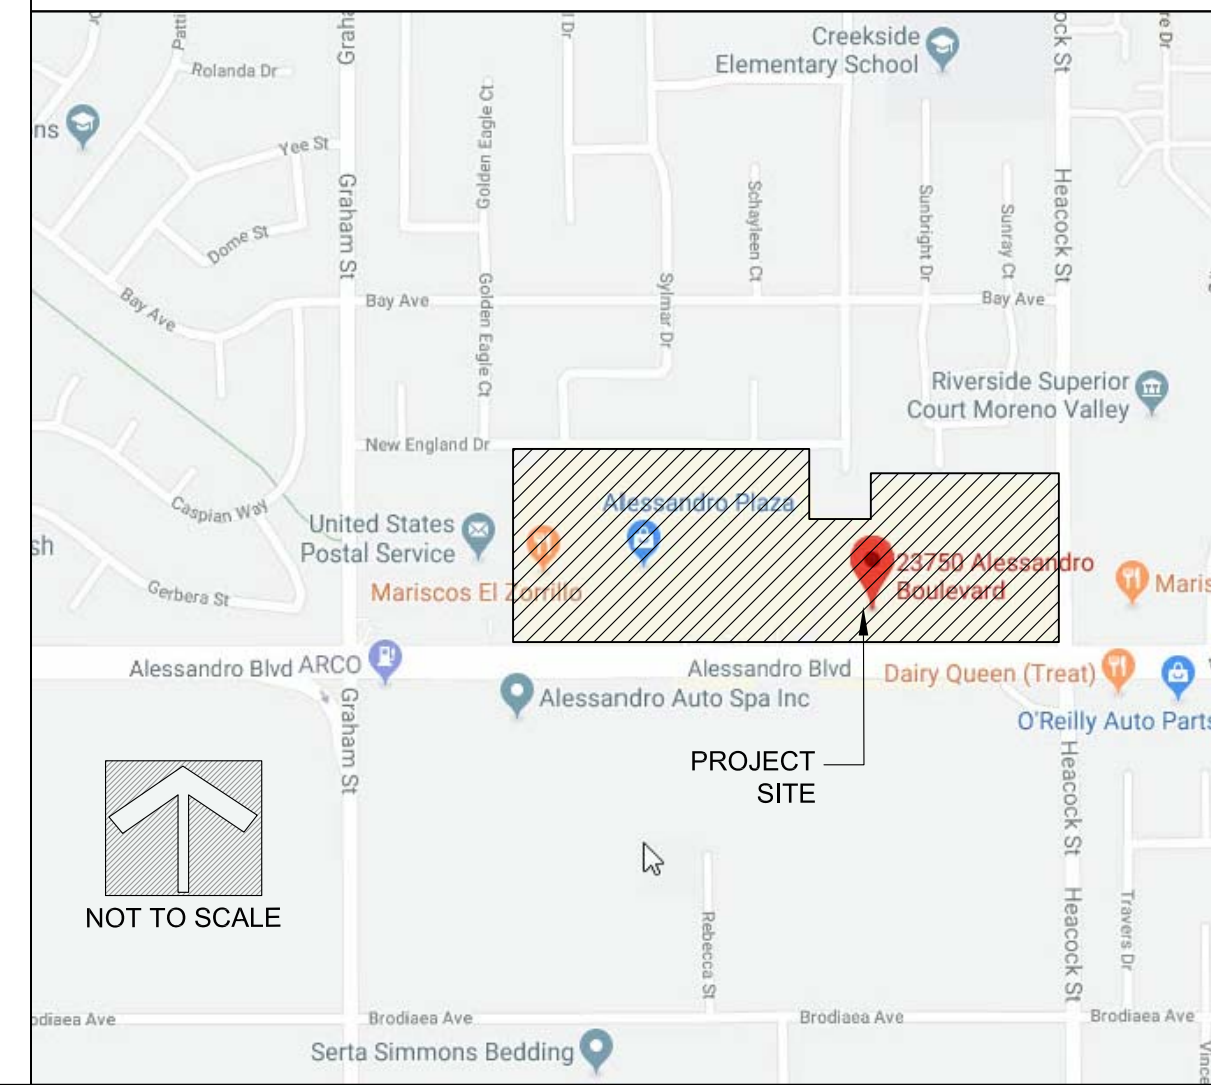 Creekside
Elementary School
Rolanda Dr
Yee St
Golden Eagle Ct
Graham St
Heacock St
Schayleen Ct
Sunbright Dr
Sunray Ct
Dome St
Bay Ave
Bay Ave
Bay Ave
Golden Eagle Ct
Sylmar Dr
Riverside Superior
Court Moreno Valley
New England Dr
Caspian Way
Alessandro Plaza
United States
Postal Service
23750 Alessandro
Boulevard
Mariscos El Zorrillo
Gerbera St
Alessandro Blvd
ARCO
Alessandro Blvd
Dairy Queen (Treat)
Alessandro Auto Spa Inc
O'Reilly Auto Parts
Graham St
Heacock St
PROJECT
SITE
NOT TO SCALE
Heacock St
Travers Dr
Rebecca St
Brodiaea Ave
Brodiaea Ave
Brodiaea Ave
Serta Simmons Bedding